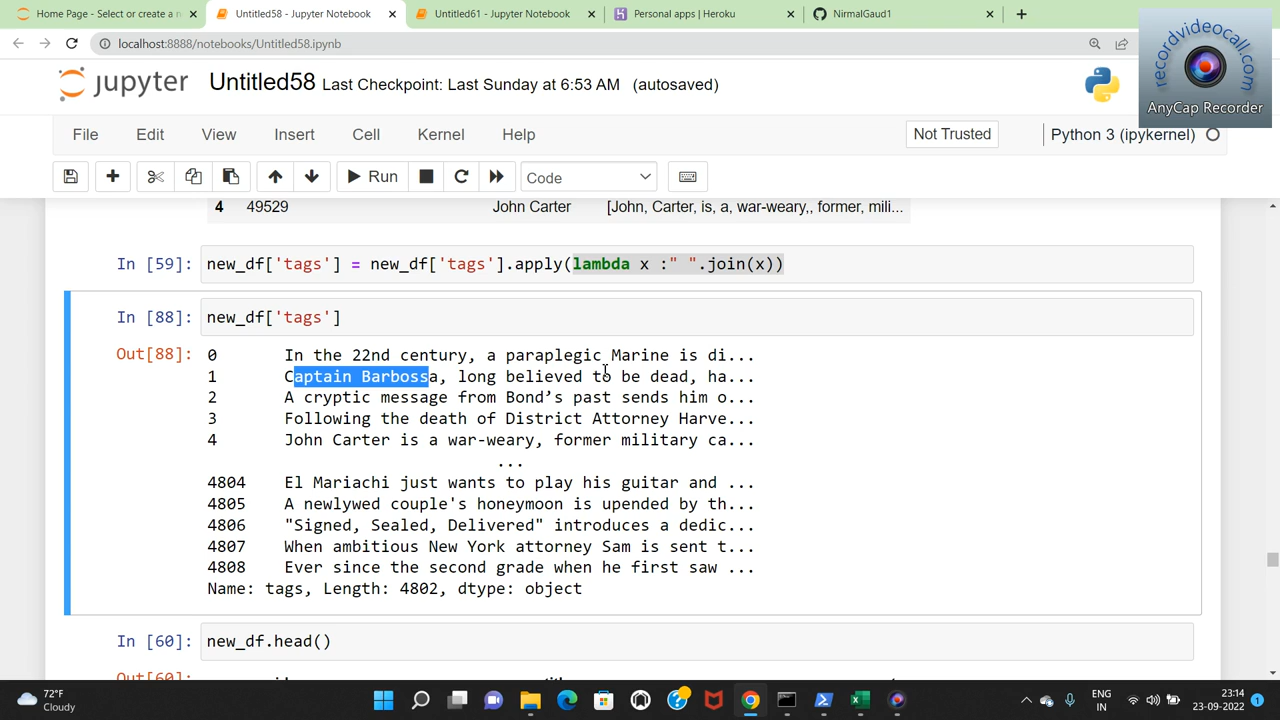 Home Page - Select or create a n
Untitled58 - Jupyter Notebook
Untitled61 - Jupyter Notebook
Personal apps | Heroku
NirmalGaud1
localhost:8888/notebooks/Untitled58.ipynb
recordvideocall.com
AnyCap Recorder
jupyter Untitled58 Last Checkpoint: Last Sunday at 6:53 AM (autosaved)
File Edit View Insert Cell Kernel Help Not Trusted Python 3 (ipykernel)
Run Code
4 49529 John Carter [John, Carter, is, a, war-weary,, former, mili...
In [59]: new_df['tags'] = new_df['tags'].apply(lambda x :" ".join(x))
In [88]: new_df['tags']
Out[88]: 0 In the 22nd century, a paraplegic Marine is di...
1 Captain Barbossa, long believed to be dead, ha...
2 A cryptic message from Bond’s past sends him o...
3 Following the death of District Attorney Harve...
4 John Carter is a war-weary, former military ca...
...
4804 El Mariachi just wants to play his guitar and ...
4805 A newlywed couple's honeymoon is upended by th...
4806 "Signed, Sealed, Delivered" introduces a dedic...
4807 When ambitious New York attorney Sam is sent t...
4808 Ever since the second grade when he first saw ...
Name: tags, Length: 4802, dtype: object
In [60]: new_df.head()
Out[60]:
72°F
Cloudy
ENG
IN
23:14
23-09-2022